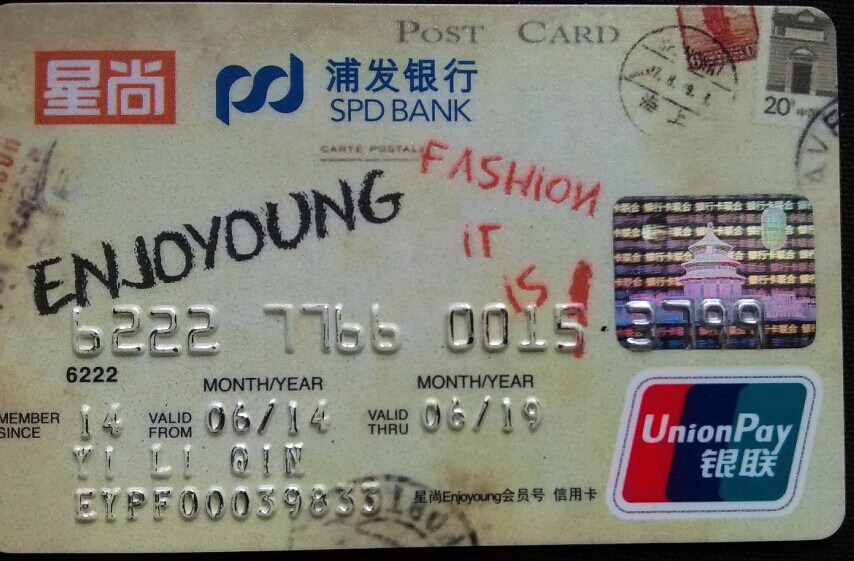 POST CARD
星尚
浦发银行
SPD BANK
20
CARTE POSTALE
FASHION
IT
IS!
ENJOYOUNG
6222 7766 0015 3799
6222
MONTH/YEAR MONTH/YEAR
MEMBER SINCE 14 VALID FROM 06/14 VALID THRU 06/19
YI LI QIN
EYPF00039833
星尚Enjoyoung会员号 信用卡
UnionPay
银联